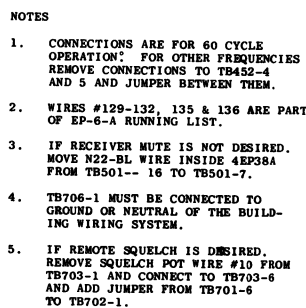 NOTES
1. CONNECTIONS ARE FOR 60 CYCLE
OPERATION. FOR OTHER FREQUENCIES
REMOVE CONNECTIONS TO TB452-4
AND 5 AND JUMPER BETWEEN THEM.
2. WIRES #129-132, 135 & 136 ARE PART
OF EP-6-A RUNNING LIST.
3. IF RECEIVER MUTE IS NOT DESIRED.
MOVE N22-BL WIRE INSIDE 4EP38A
FROM TB501-- 16 TO TB501-7.
4. TB706-1 MUST BE CONNECTED TO
GROUND OR NEUTRAL OF THE BUILD-
ING WIRING SYSTEM.
5. IF REMOTE SQUELCH IS DESIRED.
REMOVE SQUELCH POT WIRE #10 FROM
TB703-1 AND CONNECT TO TB703-6
AND ADD JUMPER FROM TB701-6
TO TB702-1.